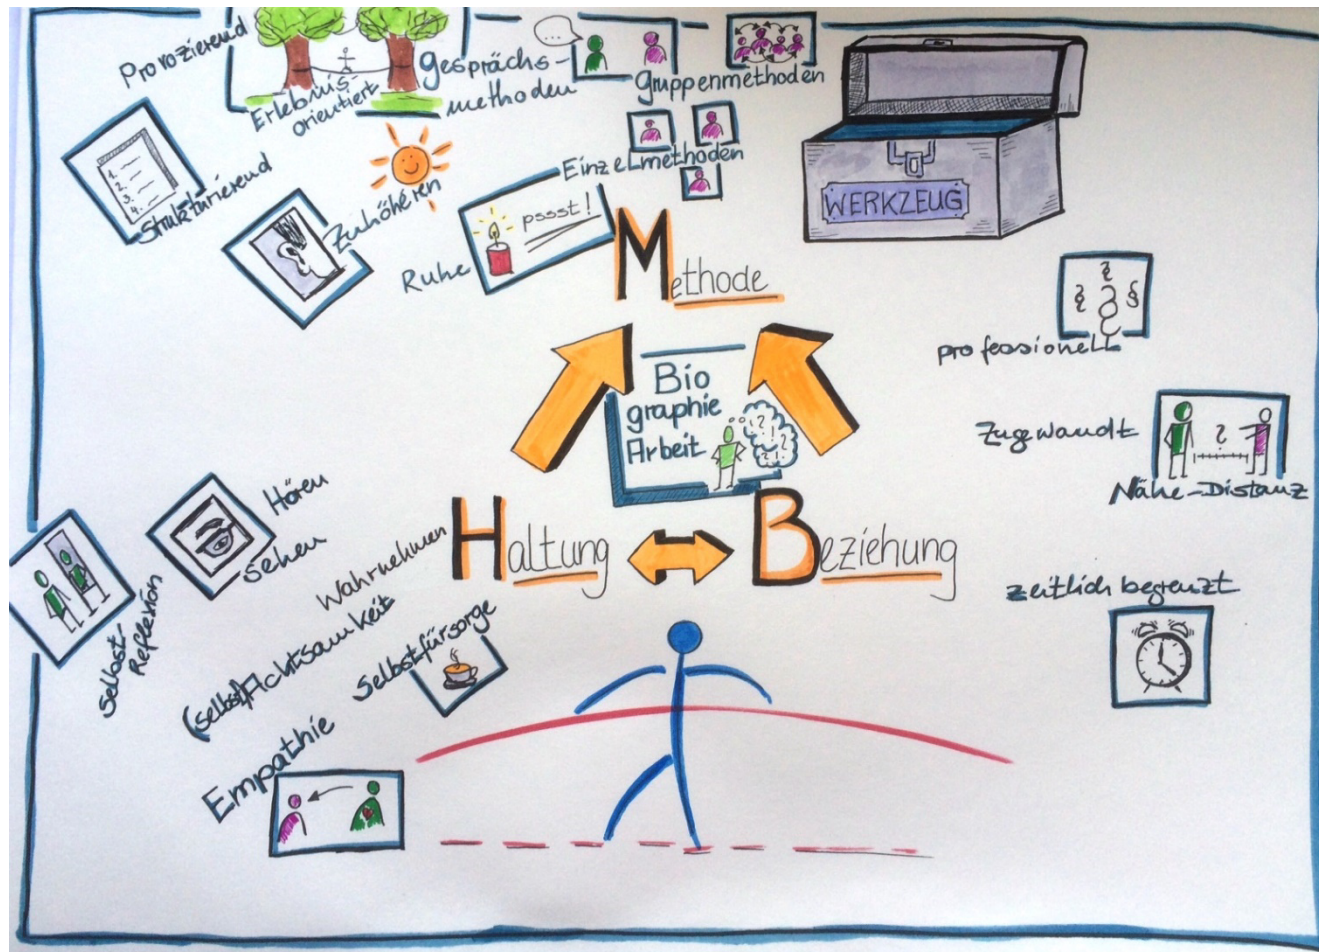 Provozierend
Erlebnis-
orientiert
Gesprächs-
methoden
...
Gruppenmethoden
1.
2.
3.
4.
Strukturierend
Zuhöhren
Einzelmethoden
pssst!
Ruhe
WERKZEUG
Methode
§ § §
professionell
Bio
graphie
Arbeit
? ! ? ! ?
Zugewandt
?
Nähe-Distanz
Hören
sehen
Wahrnehmen
Haltung
Beziehung
zeitlich begrenzt
Selbst-
Reflexion
(Selbst)Achtsamkeit
Selbstfürsorge
Empathie